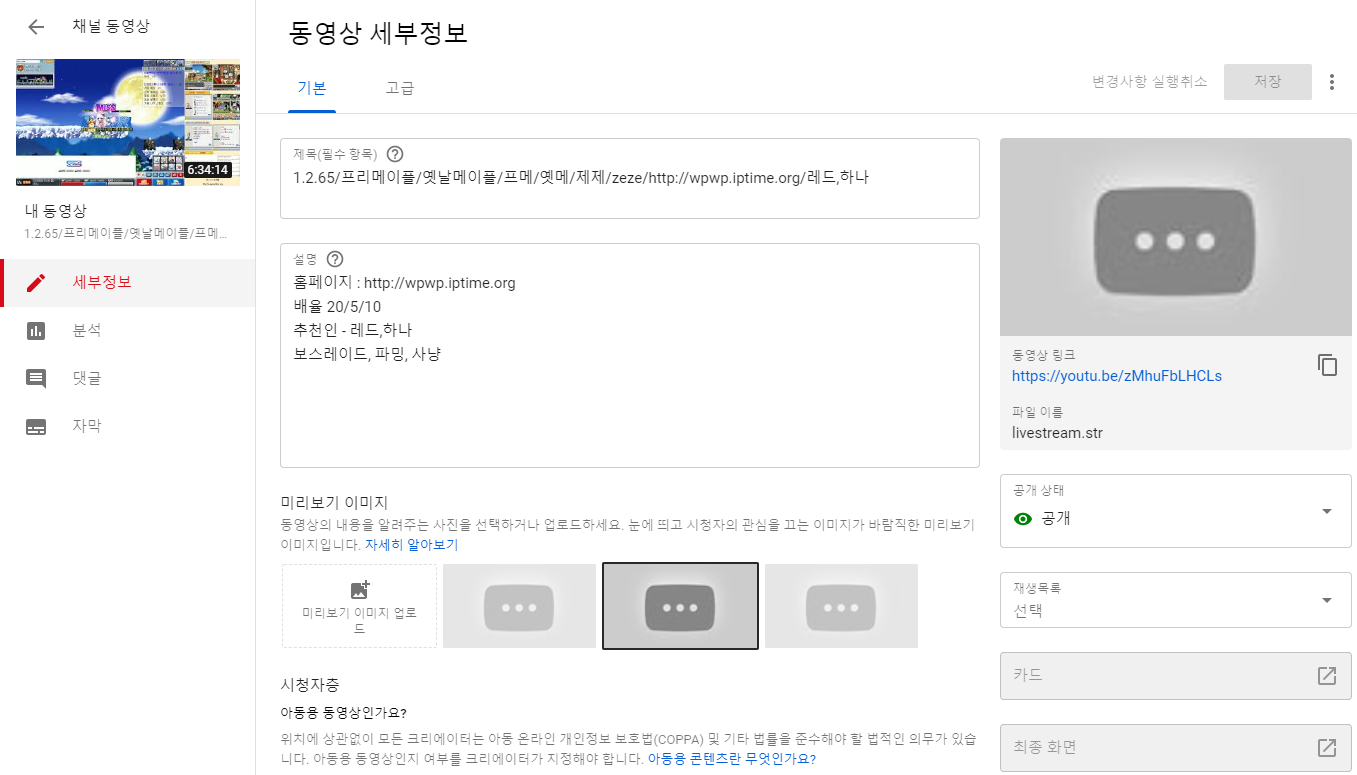 채널 동영상
6:34:14
내 동영상
1.2.65/프리메이플/옛날메이플/프메...
세부정보
분석
댓글
자막
동영상 세부정보
기본
고급
변경사항 실행취소
저장
제목(필수 항목)
1.2.65/프리메이플/옛날메이플/프메/옛메/제제/zeze/http://wpwp.iptime.org/레드,하나
설명
홈페이지 : http://wpwp.iptime.org
배율 20/5/10
추천인 - 레드,하나
보스레이드, 파밍, 사냥
미리보기 이미지
동영상의 내용을 알려주는 사진을 선택하거나 업로드하세요. 눈에 띄고 시청자의 관심을 끄는 이미지가 바람직한 미리보기
이미지입니다. 자세히 알아보기
미리보기 이미지 업로
드
시청자층
아동용 동영상인가요?
위치에 상관없이 모든 크리에이터는 아동 온라인 개인정보 보호법(COPPA) 및 기타 법률을 준수해야 할 법적인 의무가 있습
니다. 아동용 동영상인지 여부를 크리에이터가 지정해야 합니다. 아동용 콘텐츠란 무엇인가요?
동영상 링크
https://youtu.be/zMhuFbLHCLs
파일 이름
livestream.str
공개 상태
공개
재생목록
선택
카드
최종 화면